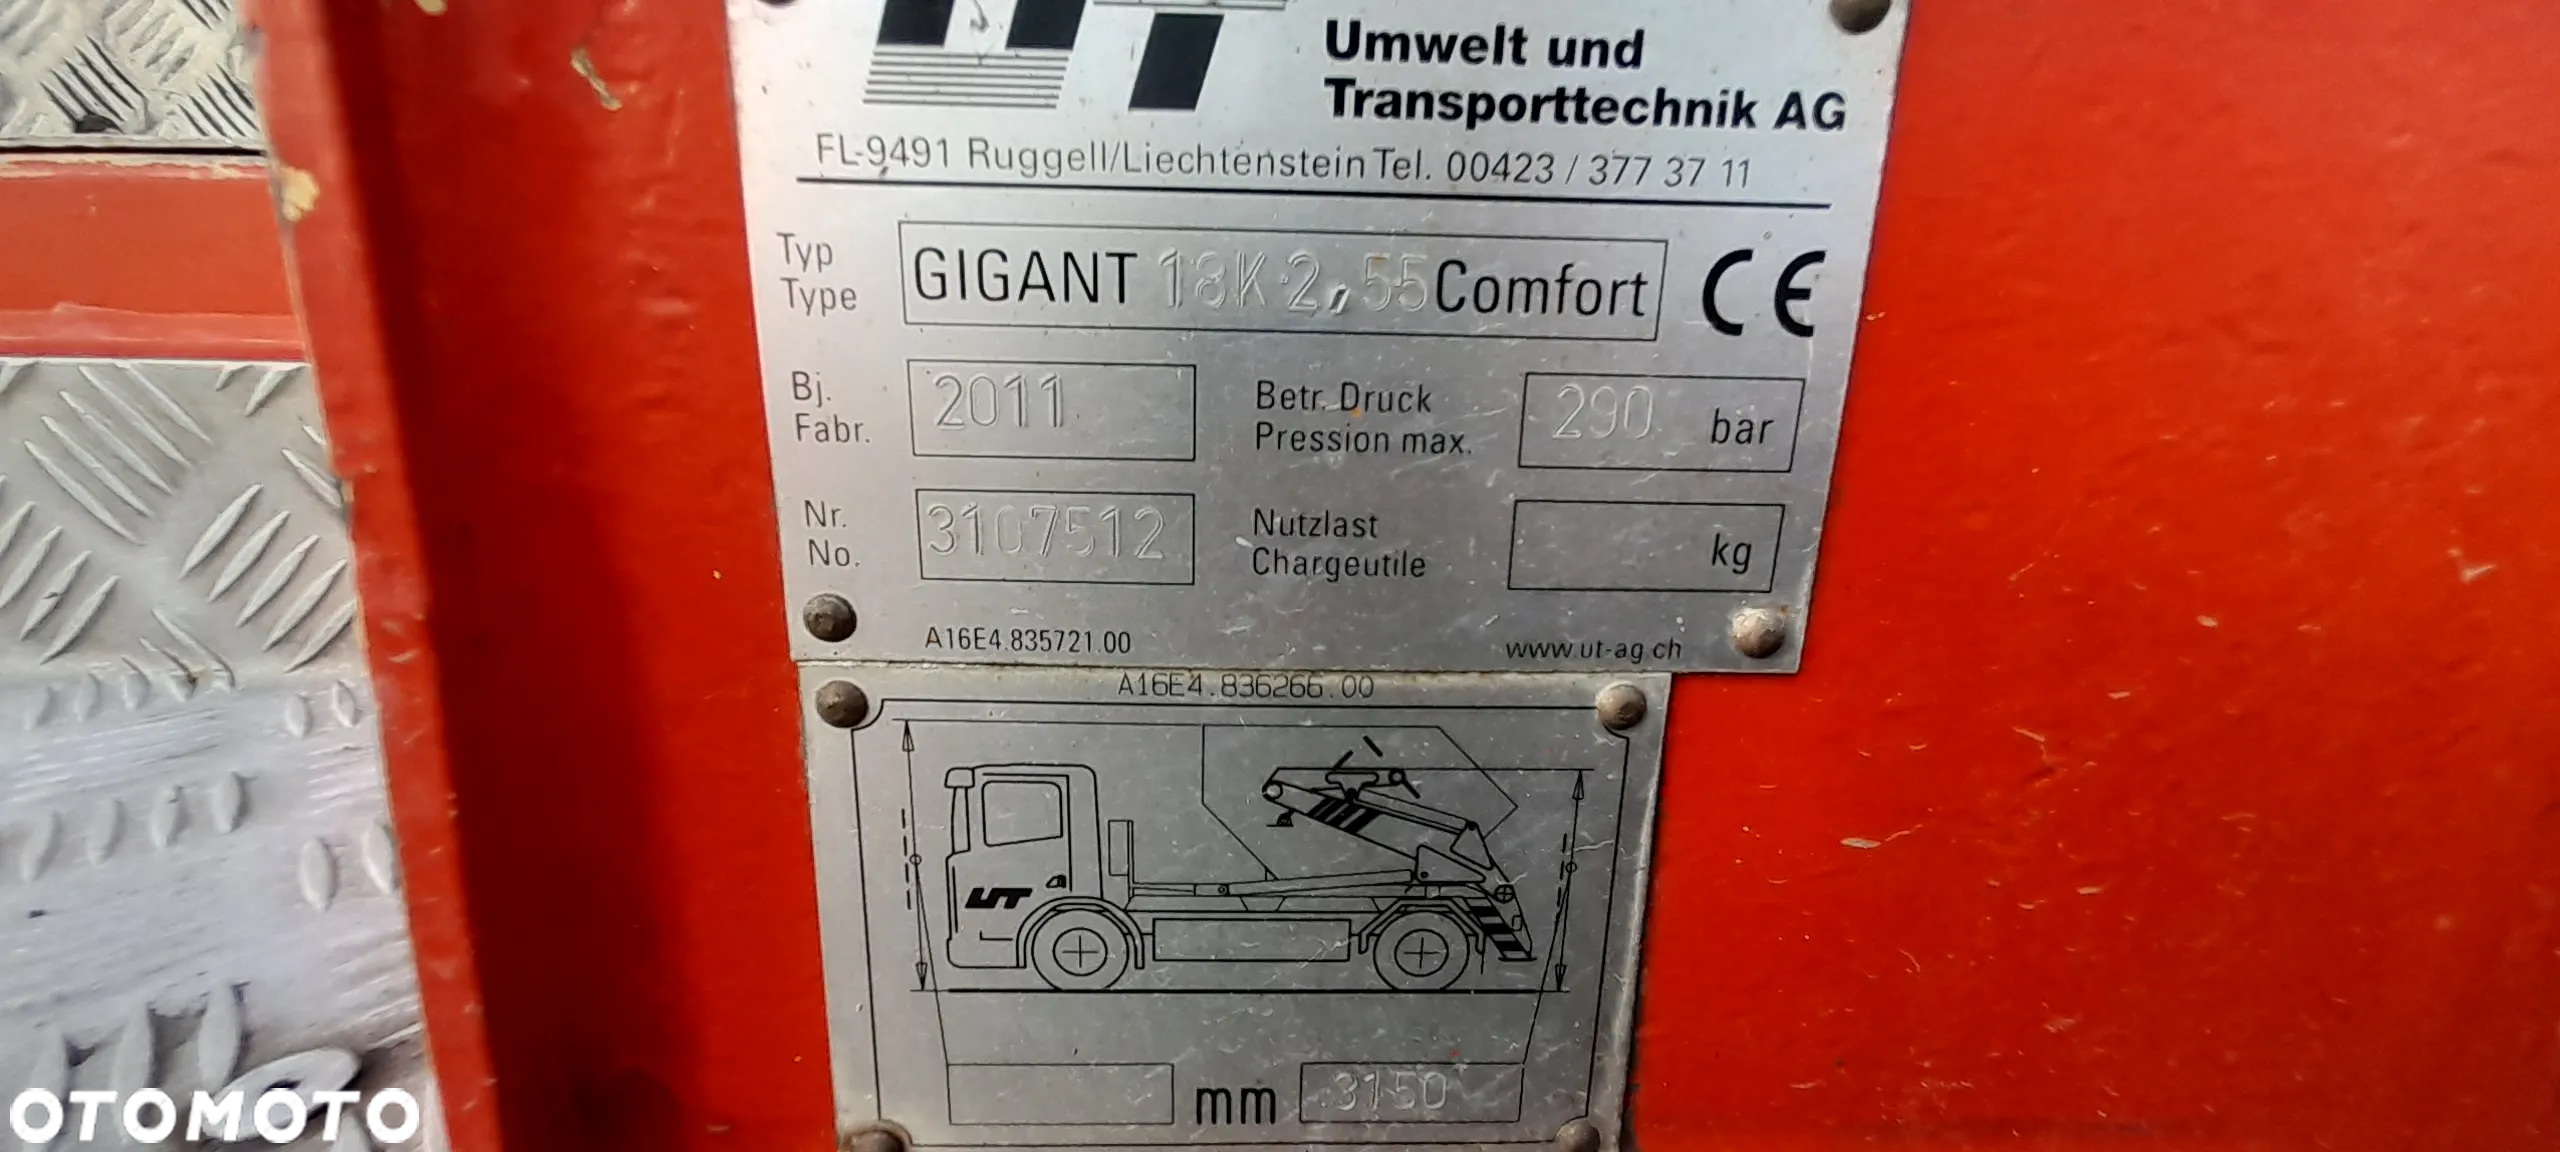 UT
Umwelt und
Transporttechnik AG
FL-9491 Ruggell/Liechtenstein Tel. 00423 / 377 37 11
Typ
Type
GIGANT 18K 2,55 Comfort CE
Bj.
Fabr.
2011
Betr. Druck
Pression max.
290 bar
Nr.
No.
3107512
Nutzlast
Chargeutile
kg
A16E4.835721.00
www.ut-ag.ch
A16E4.836266.00
UT
mm 3150
OTOMOTO